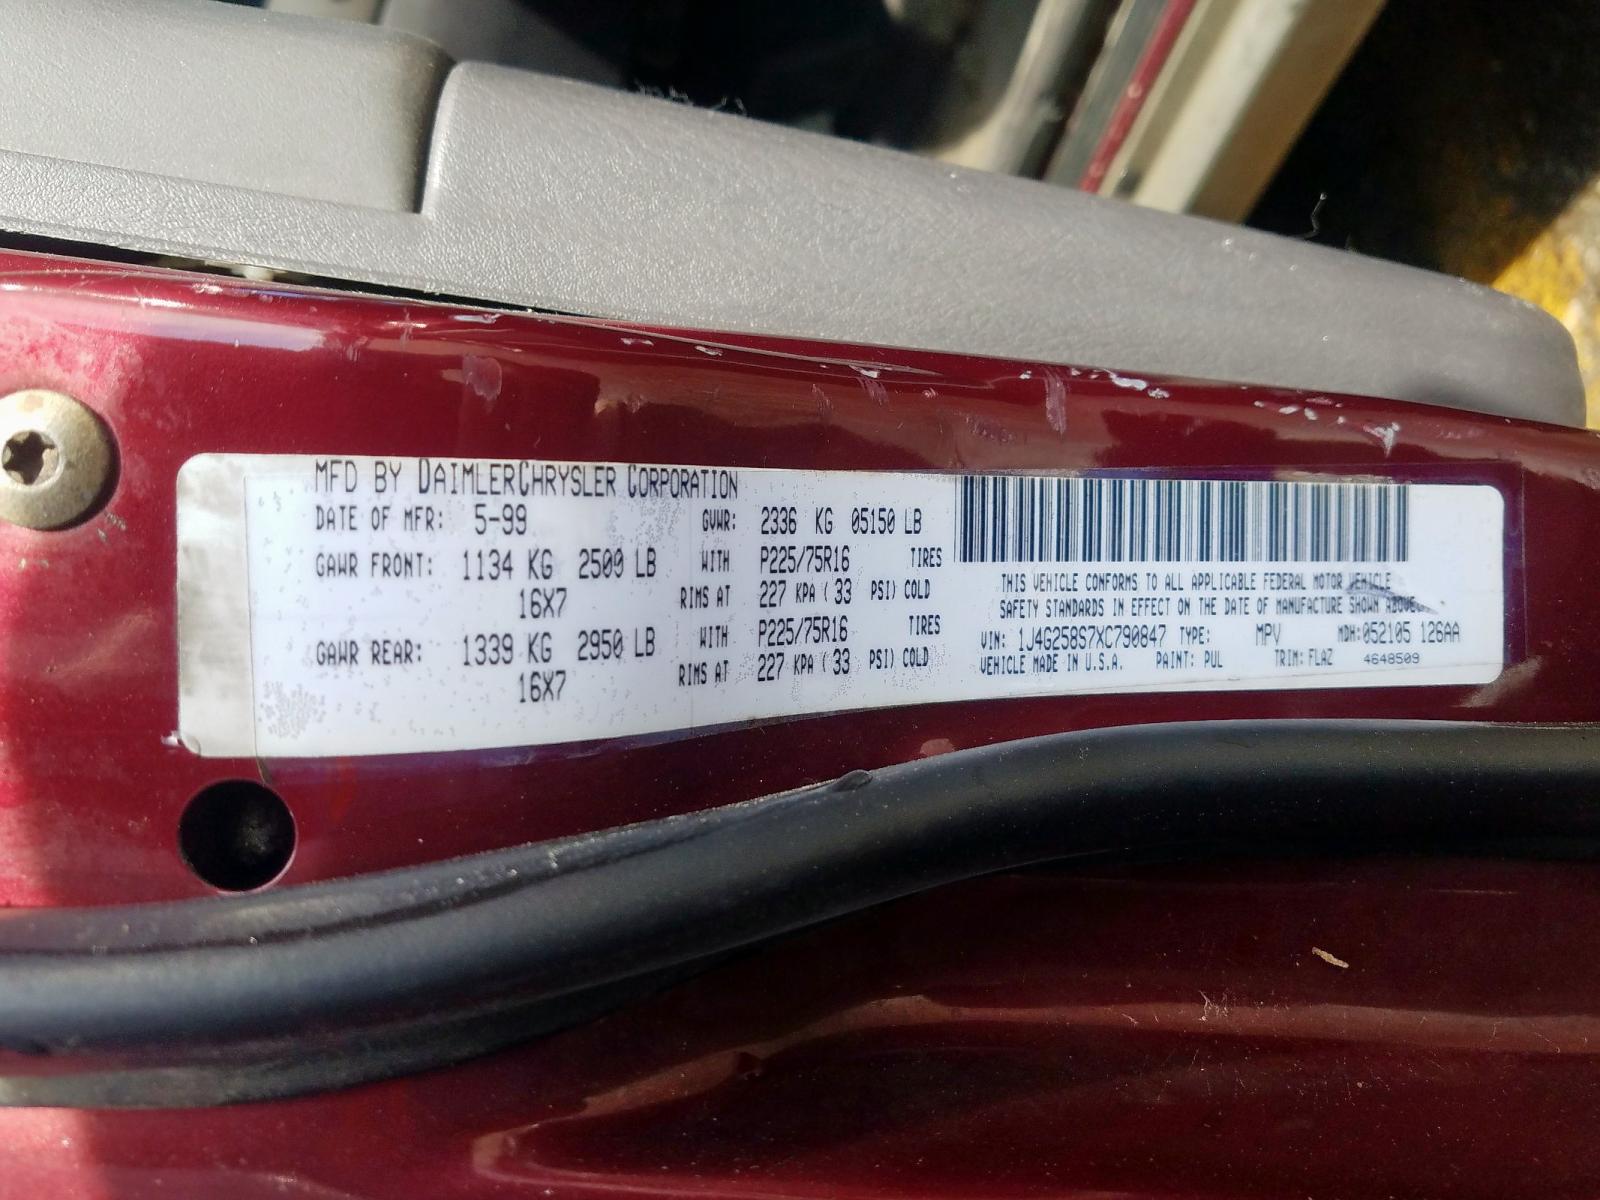 MFD BY DAIMLERCHRYSLER CORPORATION
DATE OF MFR: 5-99 GVWR: 2336 KG 05150 LB
GAWR FRONT: 1134 KG 2500 LB WITH P225/75R16 TIRES
16X7 RIMS AT 227 KPA ( 33 PSI) COLD
GAWR REAR: 1339 KG 2950 LB WITH P225/75R16 TIRES
16X7 RIMS AT 227 KPA ( 33 PSI) COLD
THIS VEHICLE CONFORMS TO ALL APPLICABLE FEDERAL MOTOR VEHICLE
SAFETY STANDARDS IN EFFECT ON THE DATE OF MANUFACTURE SHOWN ABOVE.
VIN: 1J4G258S7XC790847 TYPE: MPV MDH: 052105 126AA
VEHICLE MADE IN U.S.A. PAINT: PUL TRIM: FLAZ 4648509